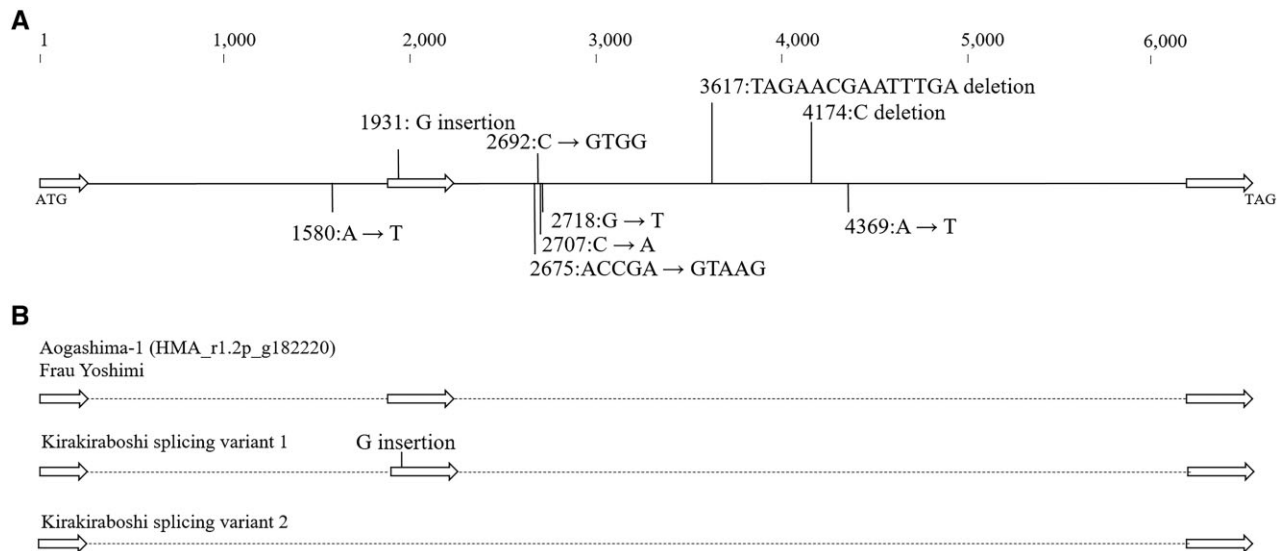 A
1 1,000 2,000 3,000 4,000 5,000 6,000
3617:TAGAACGAATTTGA deletion
4174:C deletion
1931: G insertion
2692:C → GTGG
ATG
TAG
1580:A → T
2718:G → T
4369:A → T
2707:C → A
2675:ACCGA → GTAAG
B
Aogashima-1 (HMA_r1.2p_g182220)
Frau Yoshimi
Kirakiraboshi splicing variant 1
G insertion
Kirakiraboshi splicing variant 2